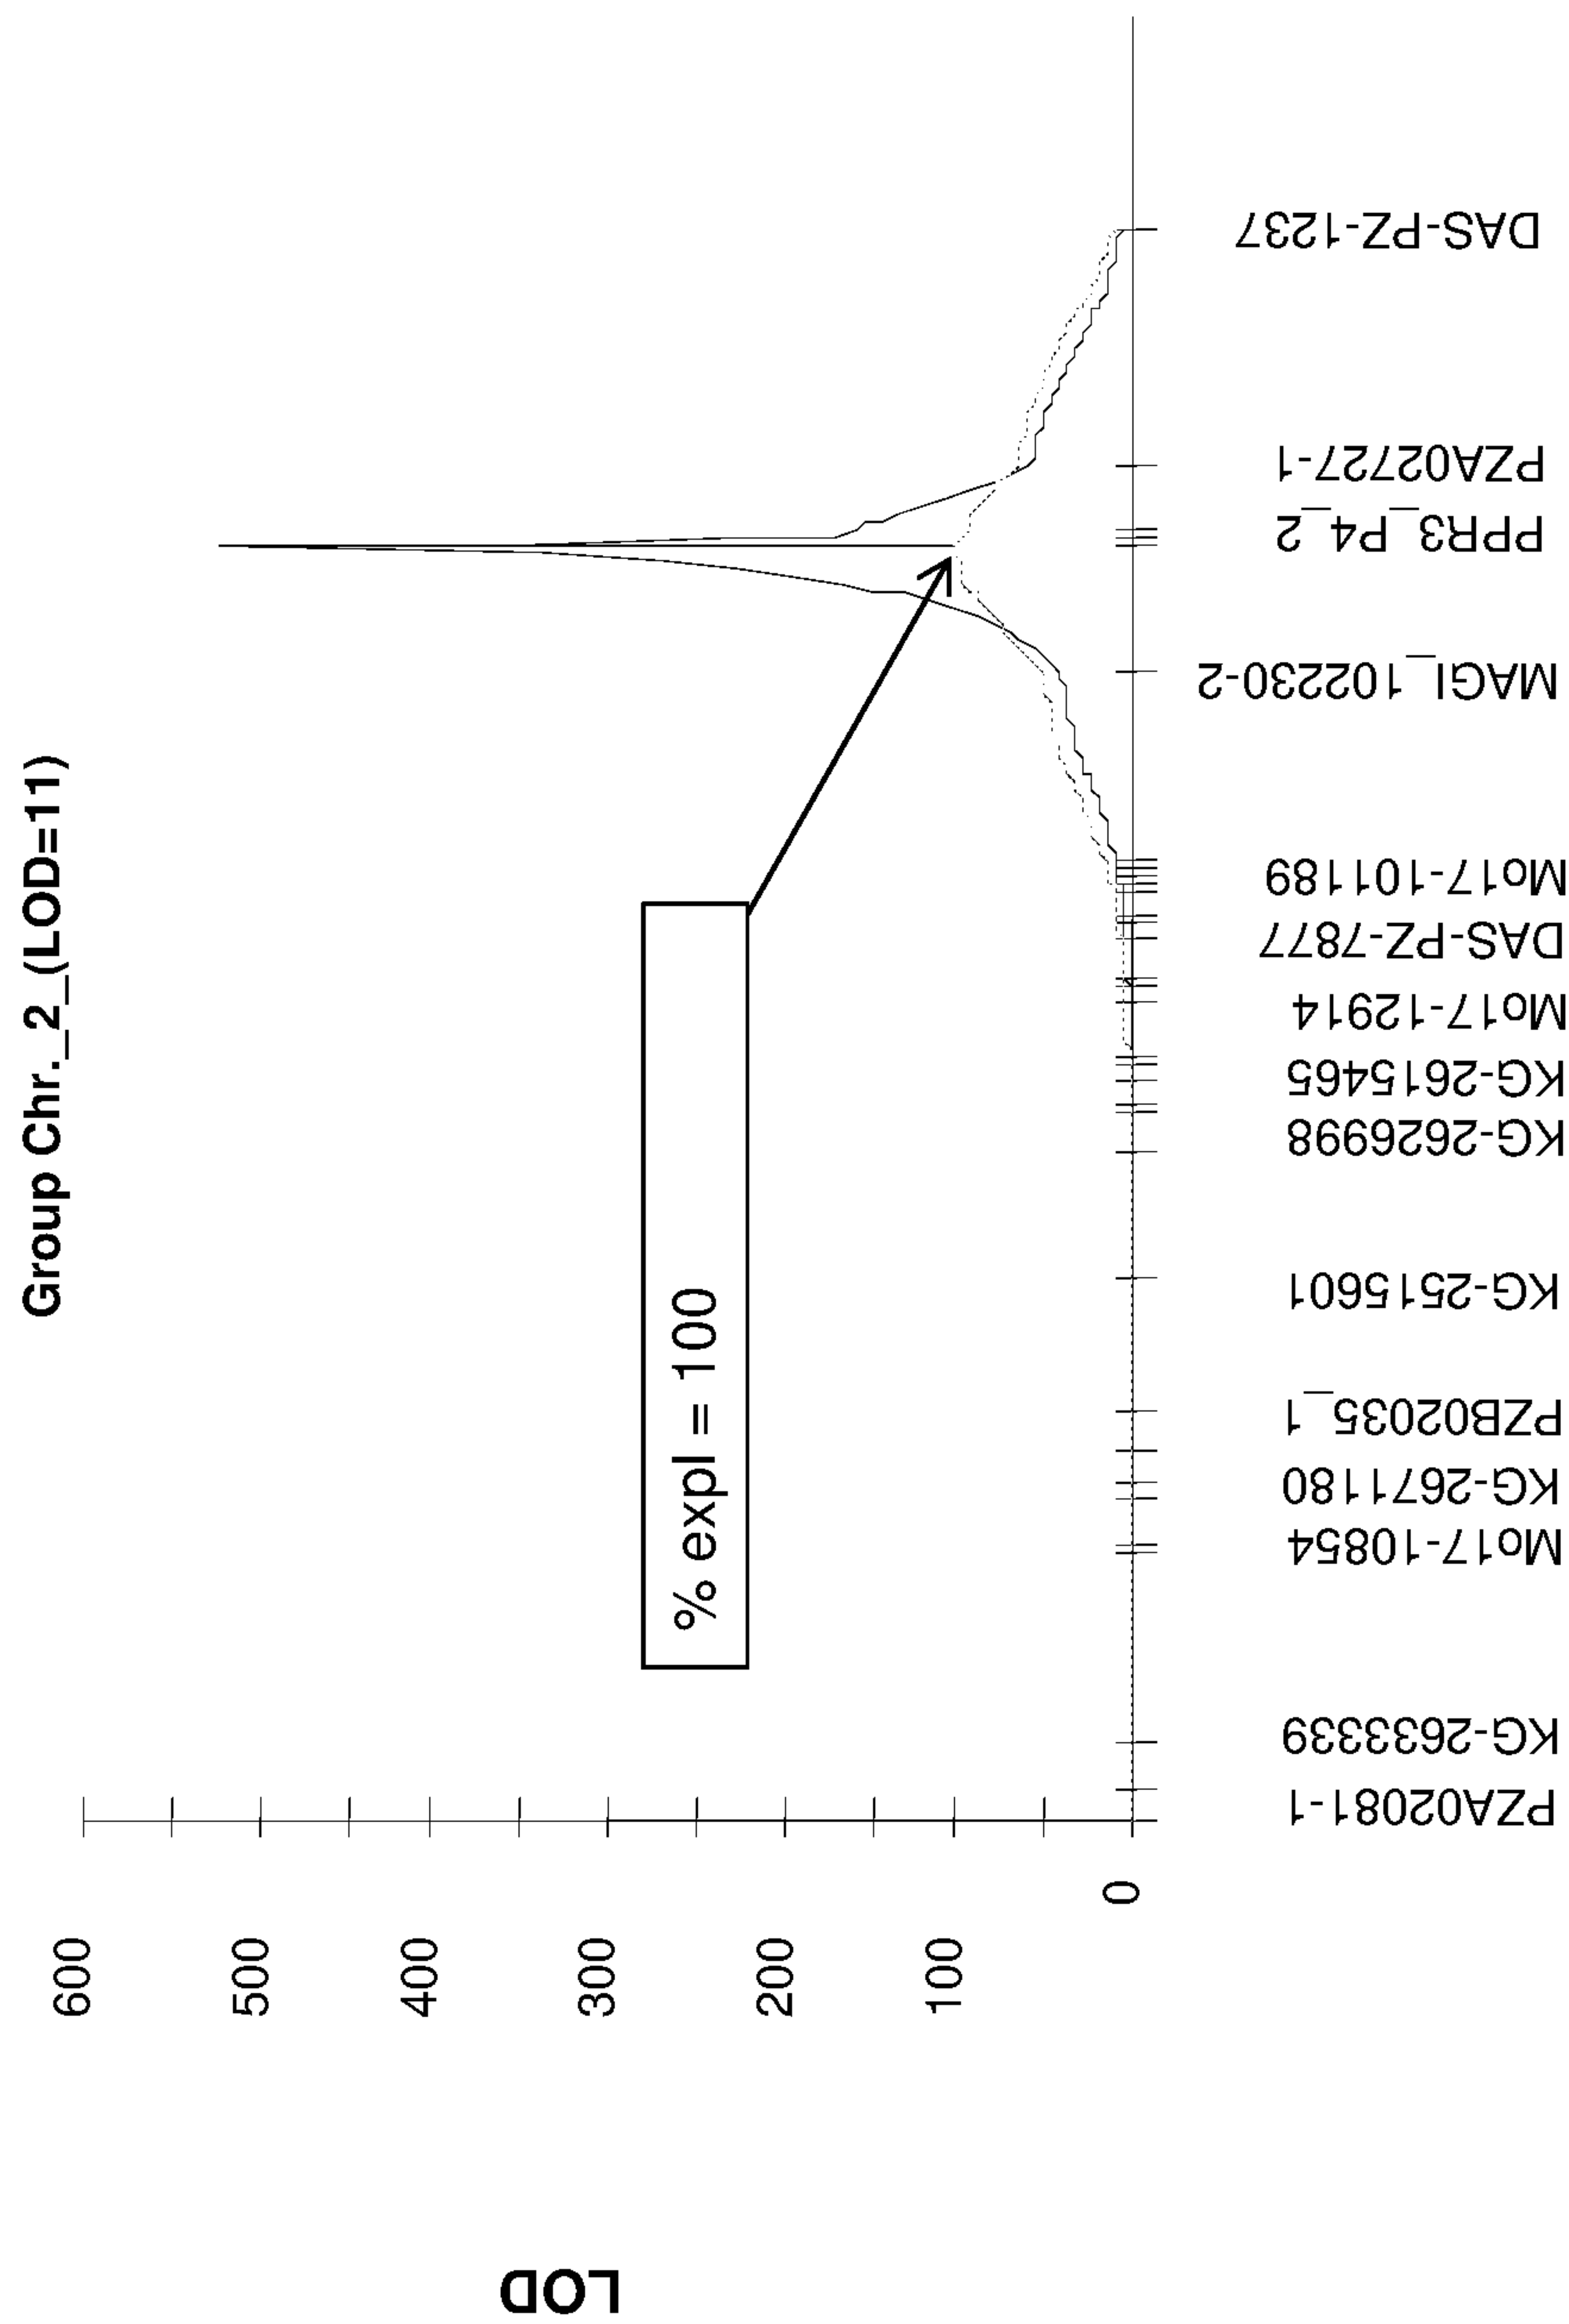 Group Chr._2_(LOD=11)
600
500
400
300
200
100
0
LOD
% expl = 100
PZA02081-1
KG-2633339
Mo17-10854
KG-2671180
PZB02035_1
KG-2515601
KG-2626998
KG-2615465
Mo17-12914
DAS-PZ-7877
Mo17-101189
MAGI_102230-2
PPR3_P4_2
PZA02727-1
DAS-PZ-1237